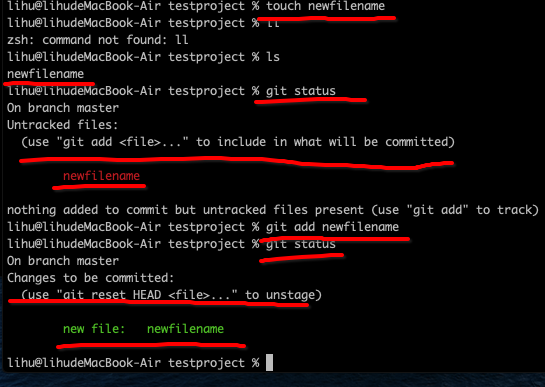 lihu@lihudeMacBook-Air testproject % touch newfilename
lihu@lihudeMacBook-Air testproject % ll
zsh: command not found: ll
lihu@lihudeMacBook-Air testproject % ls
newfilename
lihu@lihudeMacBook-Air testproject % git status
On branch master
Untracked files:
(use "git add <file>..." to include in what will be committed)
newfilename
nothing added to commit but untracked files present (use "git add" to track)
lihu@lihudeMacBook-Air testproject % git add newfilename
lihu@lihudeMacBook-Air testproject % git status
On branch master
Changes to be committed:
(use "git reset HEAD <file>..." to unstage)
new file: newfilename
lihu@lihudeMacBook-Air testproject %